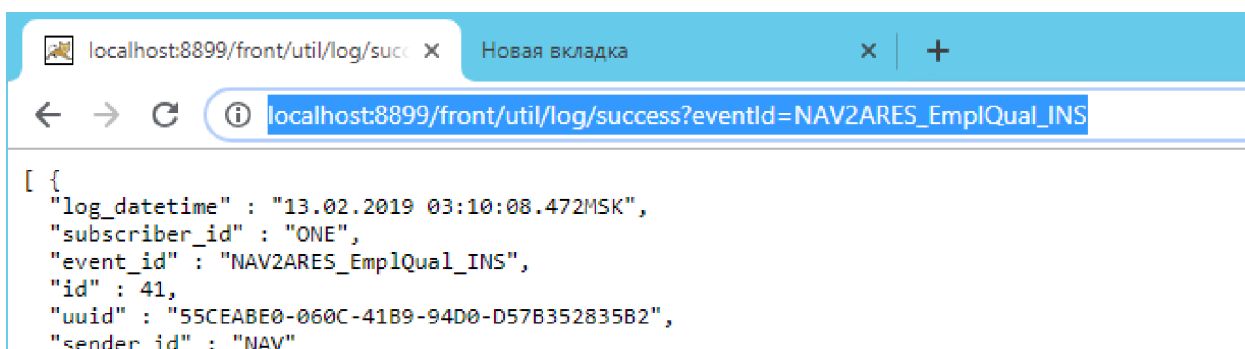 localhost:8899/front/util/log/succ Новая вкладка
localhost:8899/front/util/log/success?eventId=NAV2ARES_EmplQual_INS
[ {
"log_datetime" : "13.02.2019 03:10:08.472MSK",
"subscriber_id" : "ONE",
"event_id" : "NAV2ARES_EmplQual_INS",
"id" : 41,
"uuid" : "55CEABE0-060C-41B9-94D0-D57B352835B2",
"sender_id" : "NAV"